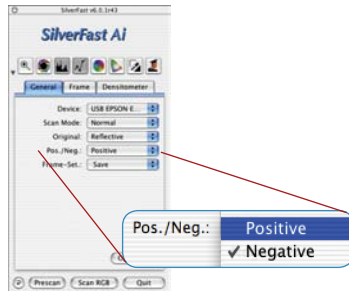 SilverFast v6.0.1r43
SilverFast Ai
General Frame Densitometer
Device: USB EPSON E...
Scan Mode: Normal
Original: Reflective
Pos./Neg.: Positive
Frame-Set.: Save
Pos./Neg.: Positive
✓ Negative
Prescan Scan RGB Quit